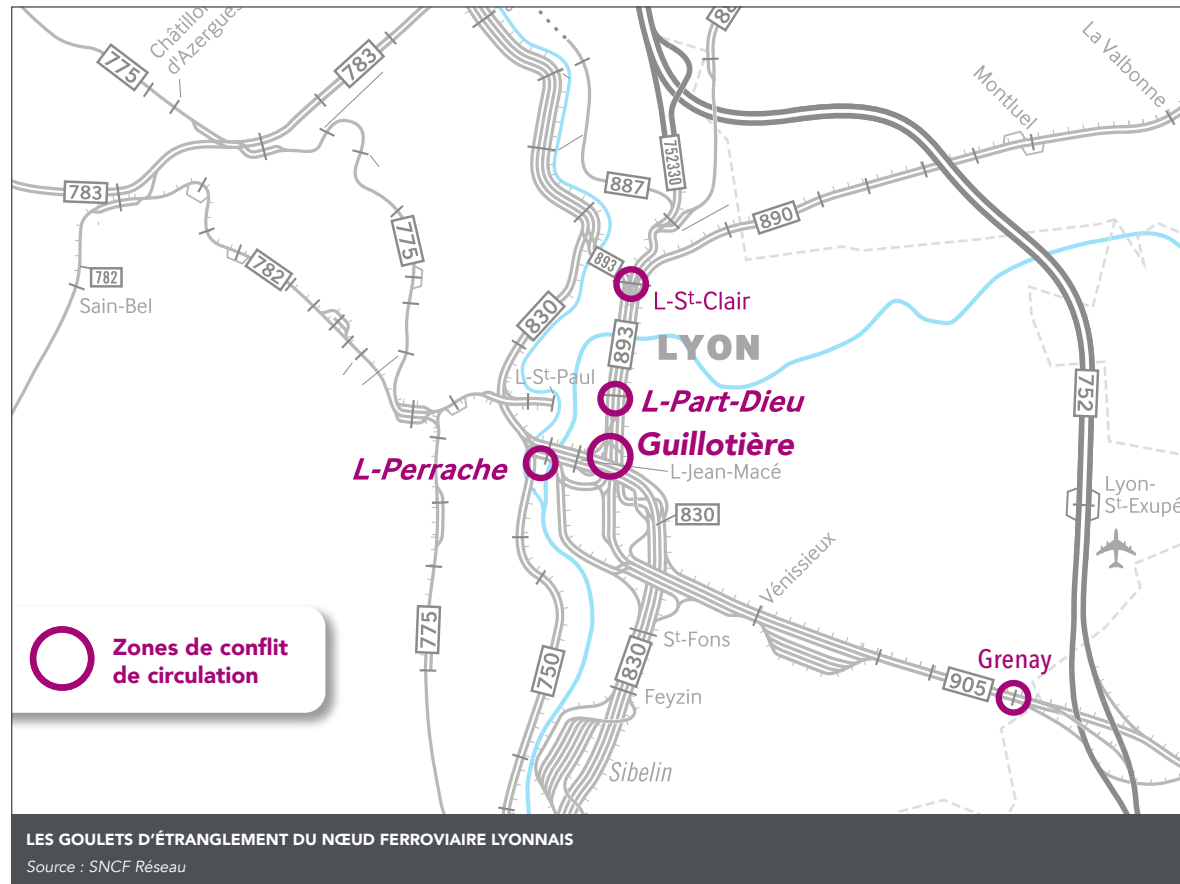 Châtillon
d'Azergues
775
783
88
La Valbonne
Montluel
752330
783
887
890
775
893
782
782
Sain-Bel
830
L-St-Clair
893
LYON
L-St-Paul
752
L-Part-Dieu
Guillotière
L-Perrache
L-Jean-Macé
Lyon-
St-Exupé
830
Vénissieux
Zones de conflit
de circulation
775
750
830
St-Fons
Grenay
905
Feyzin
Sibelin
LES GOULETS D'ÉTRANGLEMENT DU NŒUD FERROVIAIRE LYONNAIS
Source : SNCF Réseau